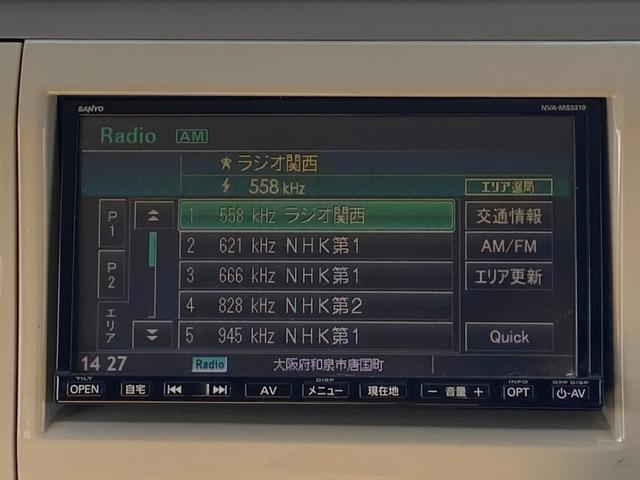 SANYO NVA-MS3310
Radio AM
ラジオ関西
558 kHz エリア選局
P1
P2
エリア
1 558 kHz ラジオ関西
2 621 kHz NHK第1
3 666 kHz NHK第1
4 828 kHz NHK第2
5 945 kHz NHK第1
交通情報
AM/FM
エリア更新
Quick
14 27 Radio 大阪府和泉市唐国町
TILT DISP INFO OFF DISP
OPEN 自宅 AV メニュー 現在地 − 音量 + OPT ⏻-AV